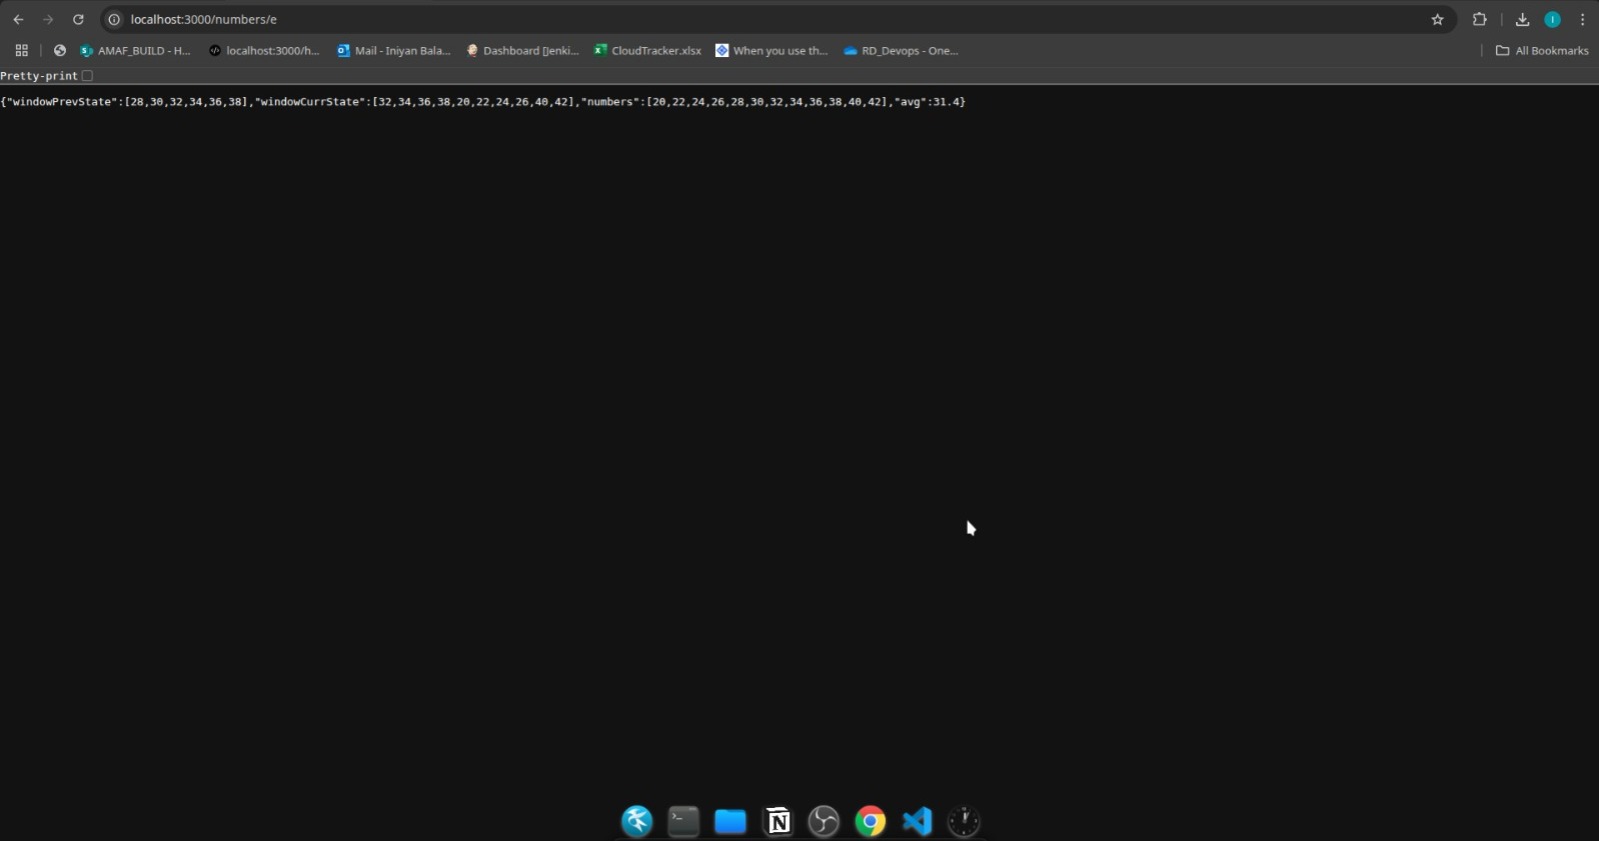 localhost:3000/numbers/e
AMAF_BUILD - H...
localhost:3000/h...
Mail - Iniyan Bala...
Dashboard [Jenki...
CloudTracker.xlsx
When you use th...
RD_Devops - One...
All Bookmarks
Pretty-print
{"windowPrevState":[28,30,32,34,36,38],"windowCurrState":[32,34,36,38,20,22,24,26,40,42],"numbers":[20,22,24,26,28,30,32,34,36,38,40,42],"avg":31.4}